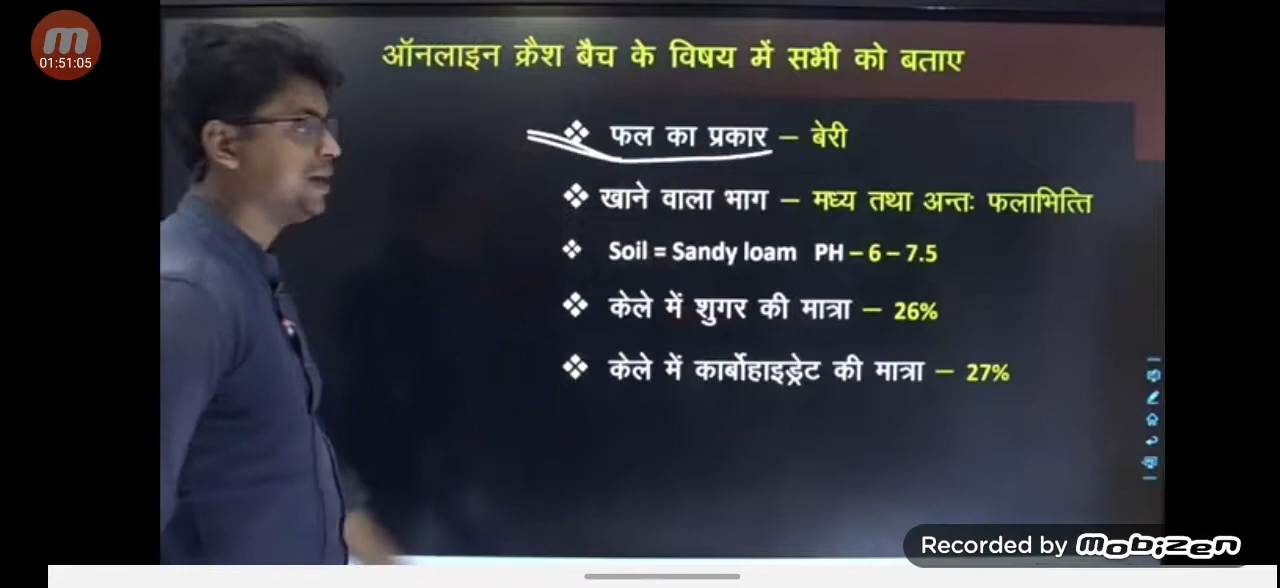 01:51:05
ऑनलाइन क्रैश बैच के विषय में सभी को बताए
❖ फल का प्रकार – बेरी
❖ खाने वाला भाग – मध्य तथा अन्तः फलाभित्ति
❖ Soil = Sandy loam PH – 6 – 7.5
❖ केले में शुगर की मात्रा – 26%
❖ केले में कार्बोहाइड्रेट की मात्रा – 27%
Recorded by Mobizen